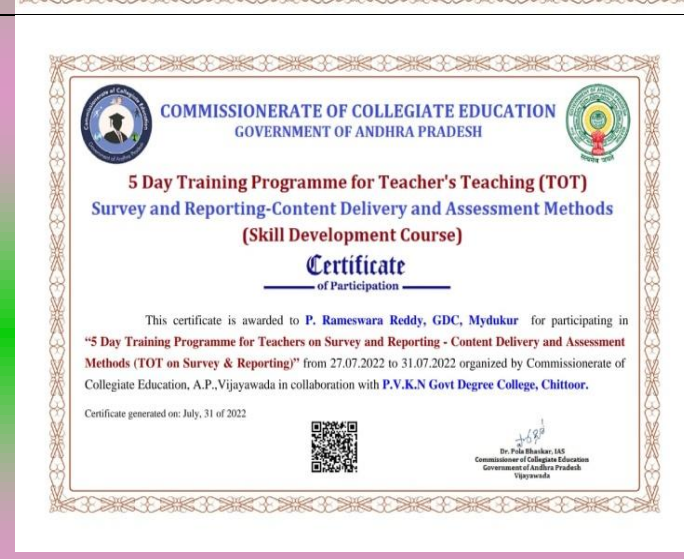 COMMISSIONERATE OF COLLEGIATE EDUCATION
GOVERNMENT OF ANDHRA PRADESH
5 Day Training Programme for Teacher's Teaching (TOT)
Survey and Reporting-Content Delivery and Assessment Methods
(Skill Development Course)
Certificate
of Participation
This certificate is awarded to P. Rameswara Reddy, GDC, Mydukur for participating in
“5 Day Training Programme for Teachers on Survey and Reporting - Content Delivery and Assessment
Methods (TOT on Survey & Reporting)” from 27.07.2022 to 31.07.2022 organized by Commissionerate of
Collegiate Education, A.P.,Vijayawada in collaboration with P.V.K.N Govt Degree College, Chittoor.
Certificate generated on: July, 31 of 2022
Dr. Pola Bhaskar, IAS
Commissioner of Collegiate Education
Government of Andhra Pradesh
Vijayawada